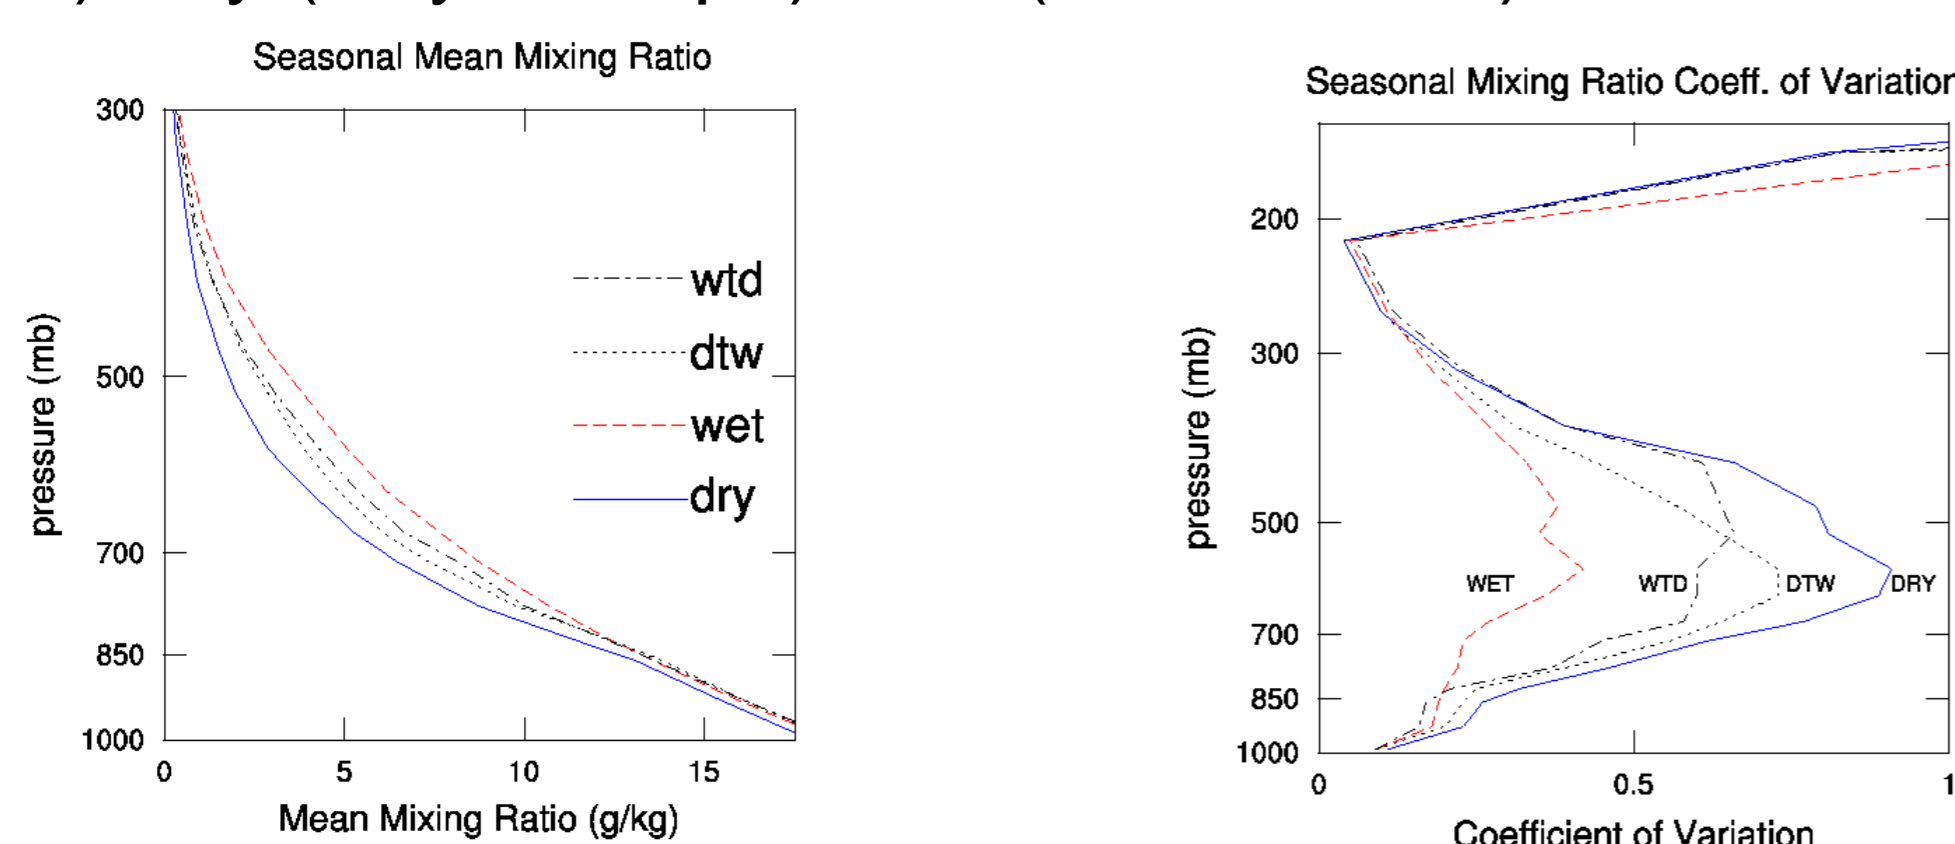 Seasonal Mean Mixing Ratio
300
500
700
850
1000
pressure (mb)
wtd
dtw
wet
dry
0 5 10 15
Mean Mixing Ratio (g/kg)
Seasonal Mixing Ratio Coeff. of Variation
200
300
500
700
850
1000
pressure (mb)
WET WTD DTW DRY
0 0.5 1
Coefficient of Variation